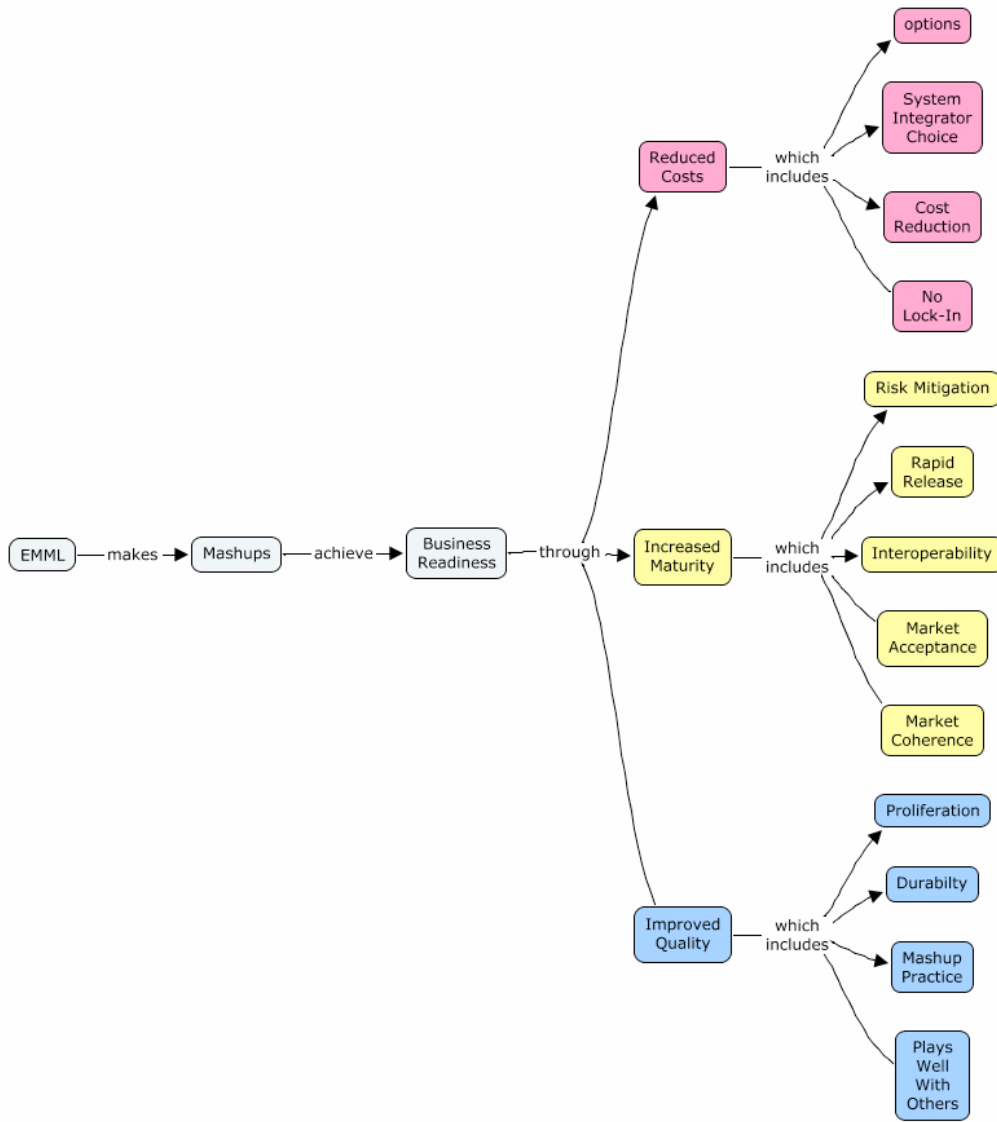 options
System
Integrator
Choice
Reduced
Costs
which
includes
Cost
Reduction
No
Lock-In
Risk Mitigation
Rapid
Release
EMML
makes
Mashups
achieve
Business
Readiness
through
Increased
Maturity
which
includes
Interoperability
Market
Acceptance
Market
Coherence
Proliferation
Durabilty
Improved
Quality
which
includes
Mashup
Practice
Plays
Well
With
Others